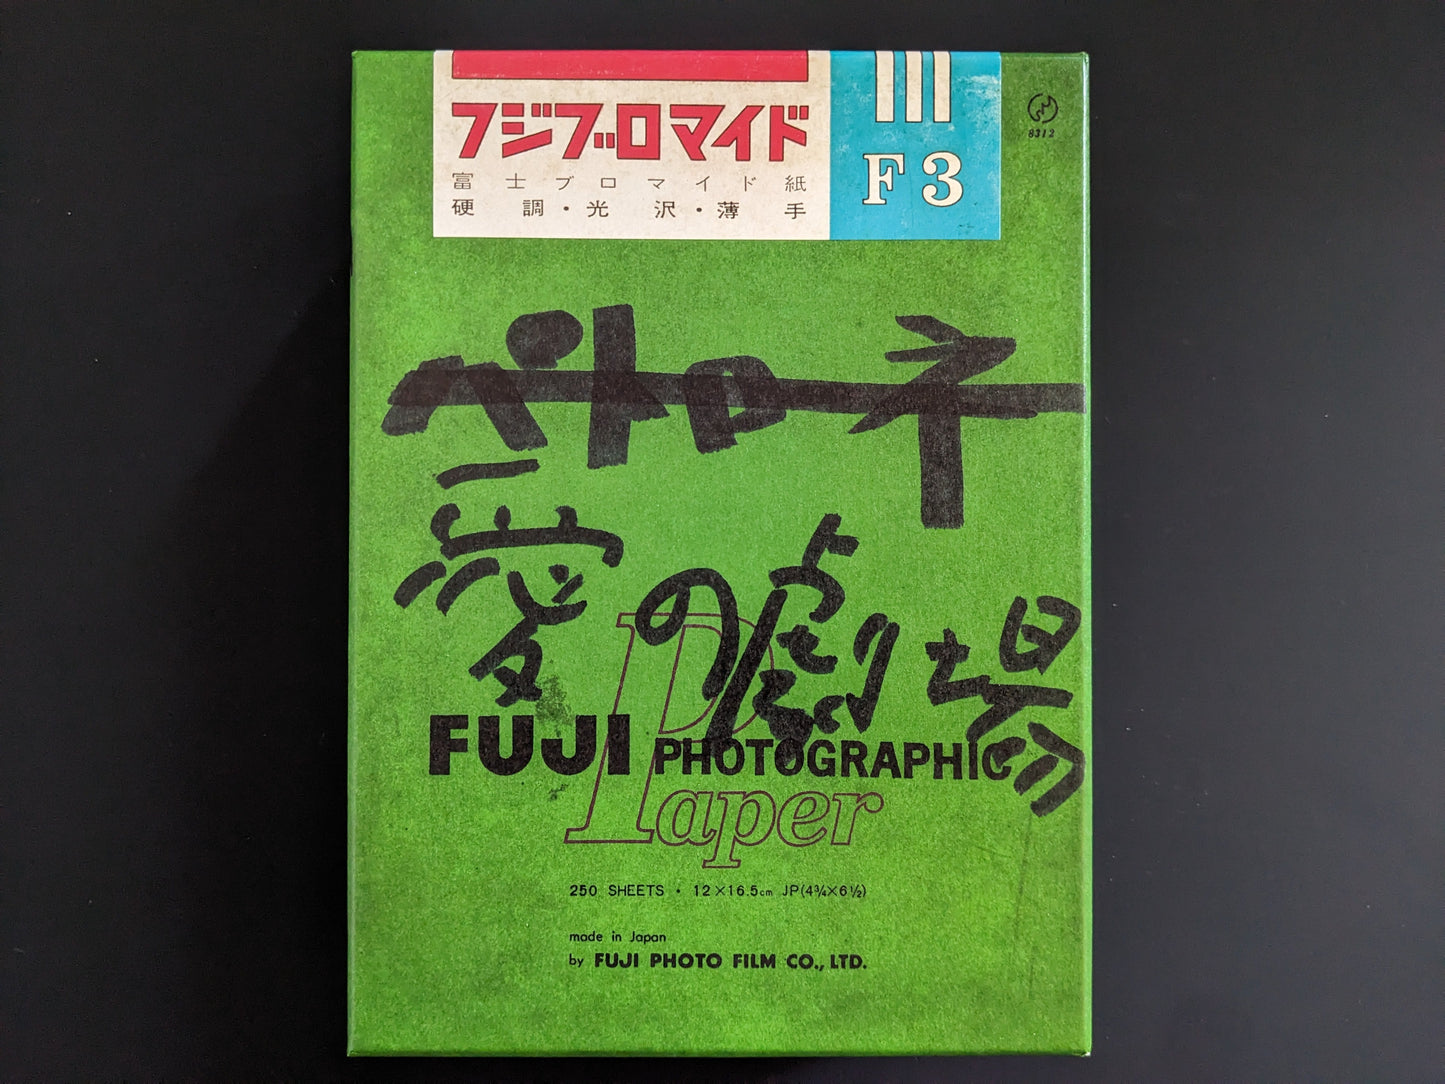 フジブロマイド
富士ブロマイド紙
硬調・光沢・薄手
F3
8312
ペトロネ
愛の劇場
FUJI PHOTOGRAPHIC
Paper
250 SHEETS・12×16.5cm JP(4¾×6½)
made in Japan
by FUJI PHOTO FILM CO., LTD.